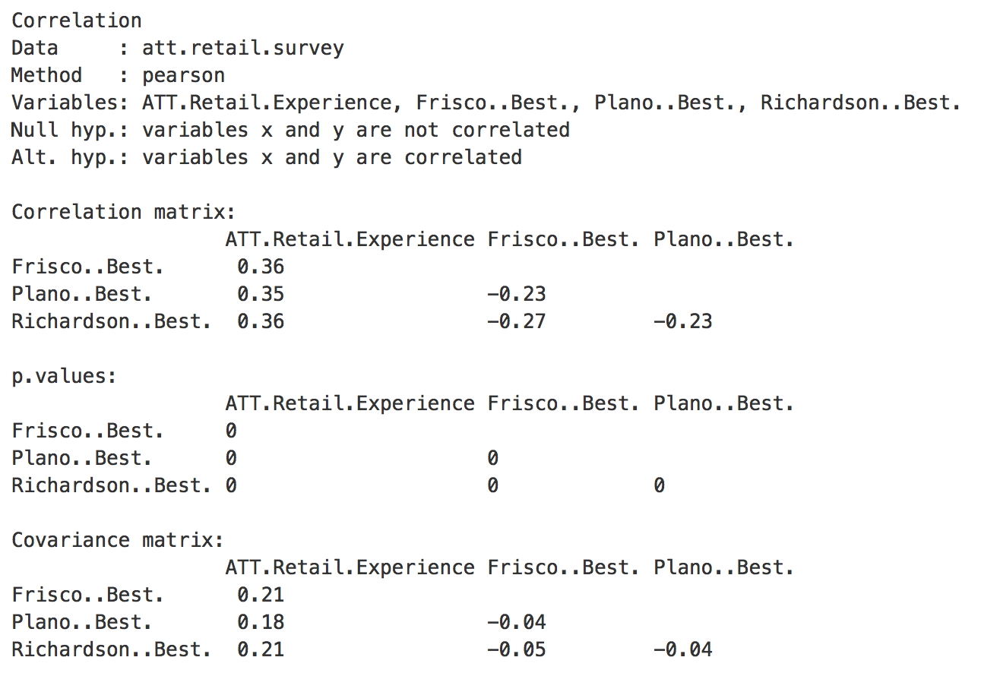 Correlation
Data     : att.retail.survey
Method   : pearson
Variables: ATT.Retail.Experience, Frisco..Best., Plano..Best., Richardson..Best.
Null hyp.: variables x and y are not correlated
Alt. hyp.: variables x and y are correlated

Correlation matrix:
                  ATT.Retail.Experience Frisco..Best. Plano..Best.
Frisco..Best.      0.36
Plano..Best.       0.35                 -0.23
Richardson..Best.  0.36                 -0.27         -0.23

p.values:
                  ATT.Retail.Experience Frisco..Best. Plano..Best.
Frisco..Best.     0
Plano..Best.      0                     0
Richardson..Best. 0                     0             0

Covariance matrix:
                  ATT.Retail.Experience Frisco..Best. Plano..Best.
Frisco..Best.      0.21
Plano..Best.       0.18                 -0.04
Richardson..Best.  0.21                 -0.05         -0.04